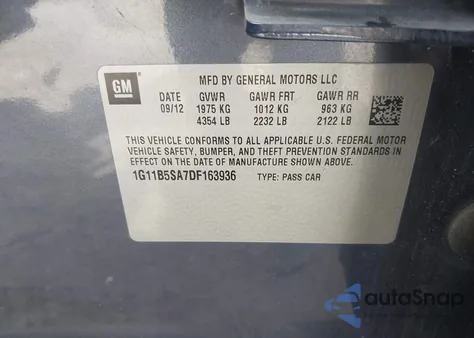 GM
MFD BY GENERAL MOTORS LLC
DATE GVWR GAWR FRT GAWR RR
09/12 1975 KG 1012 KG 963 KG
4354 LB 2232 LB 2122 LB
THIS VEHICLE CONFORMS TO ALL APPLICABLE U.S. FEDERAL MOTOR
VEHICLE SAFETY, BUMPER, AND THEFT PREVENTION STANDARDS IN
EFFECT ON THE DATE OF MANUFACTURE SHOWN ABOVE.
1G11B5SA7DF163936 TYPE: PASS CAR
autoSnap